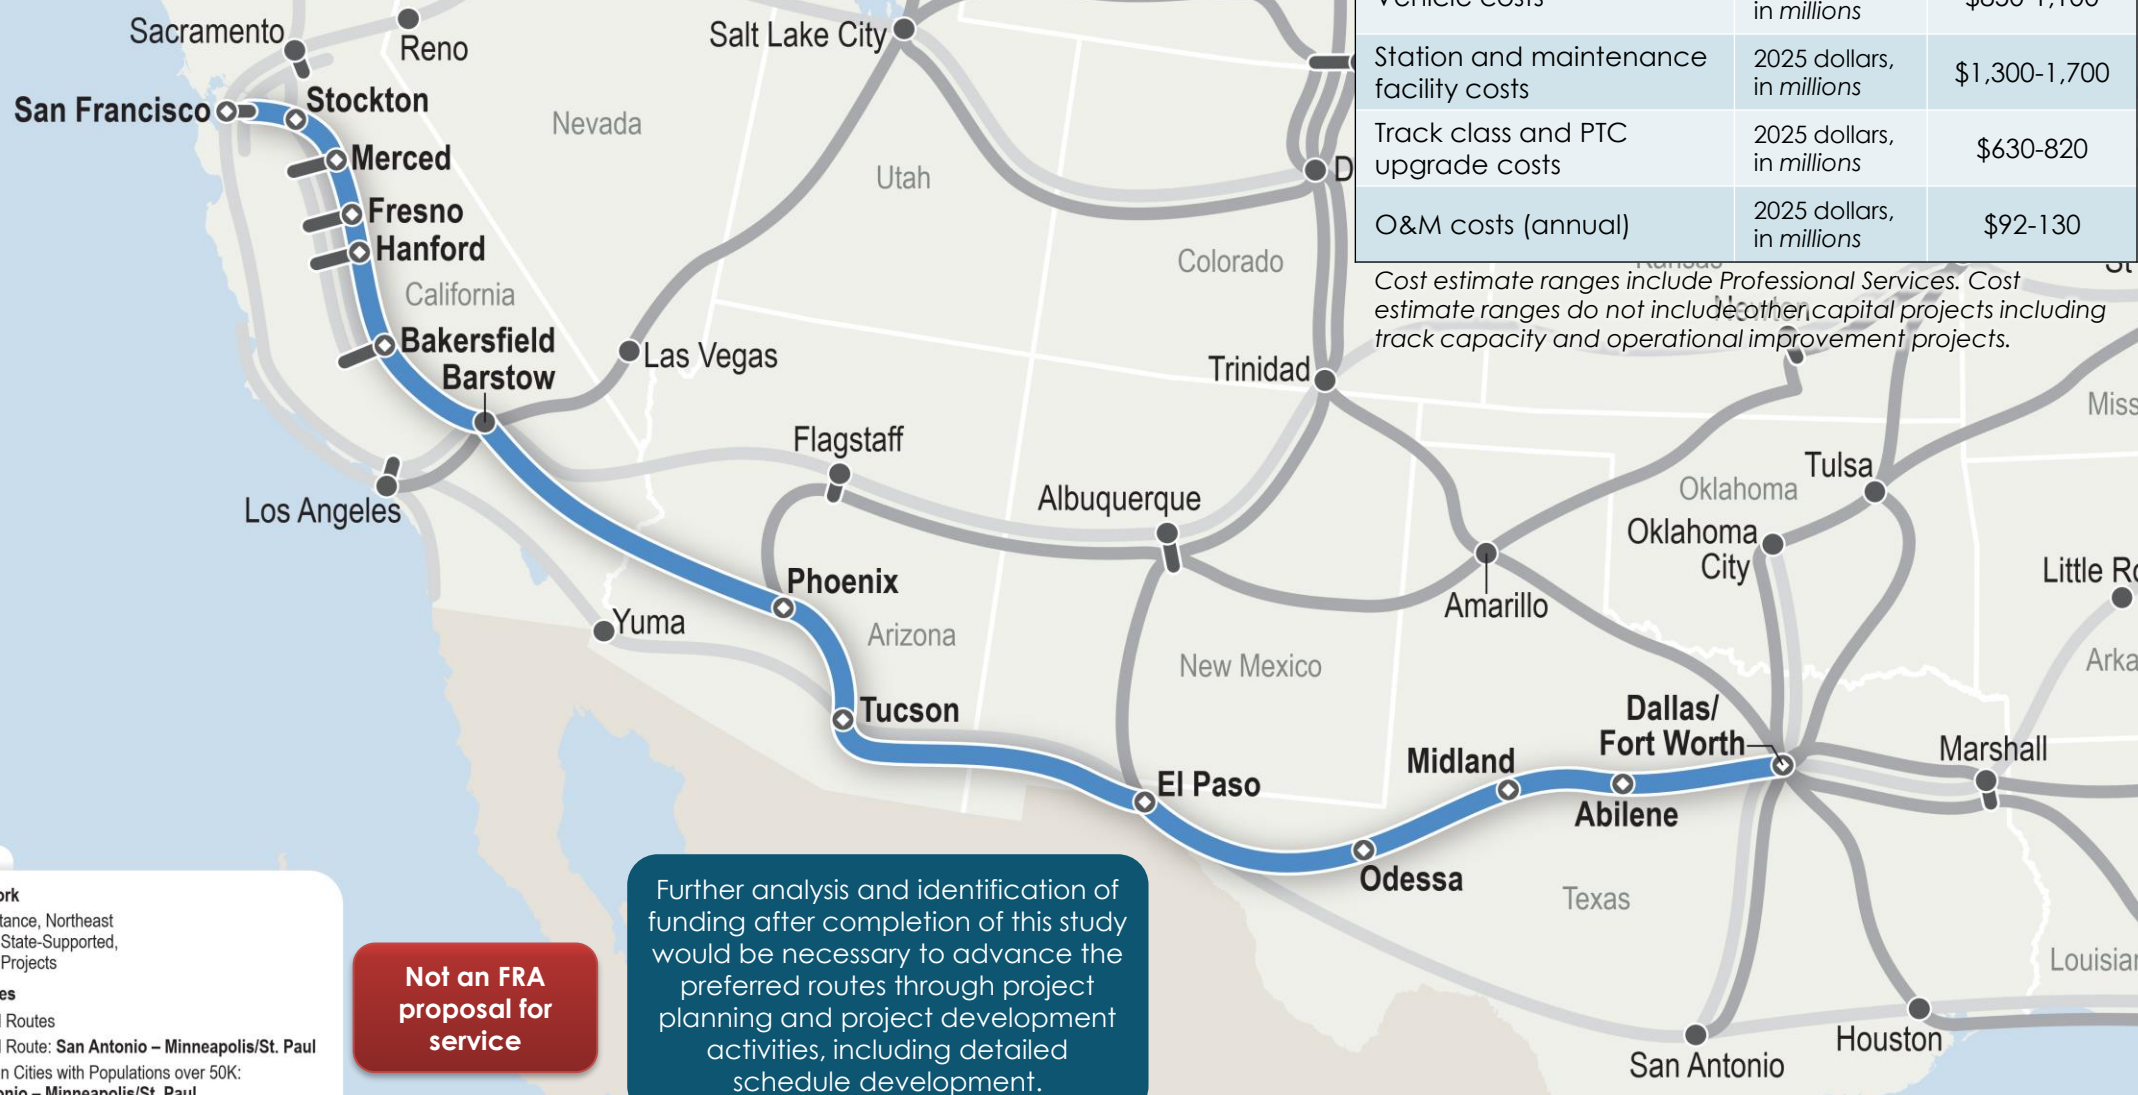 Sacramento
Reno
Salt Lake City
in millions
San Francisco
Stockton
Nevada
Station and maintenance
facility costs
2025 dollars,
in millions
$1,300-1,700
Merced
Utah
Track class and PTC
upgrade costs
2025 dollars,
in millions
$630-820
Fresno
Hanford
O&M costs (annual)
2025 dollars,
in millions
$92-130
California
Colorado
Cost estimate ranges include Professional Services. Cost
estimate ranges do not include other capital projects including
track capacity and operational improvement projects.
Newton
Bakersfield
Barstow
Las Vegas
Trinidad
Flagstaff
Albuquerque
Los Angeles
Tulsa
Oklahoma
Oklahoma
City
Amarillo
Little
Phoenix
Yuma
Arizona
New Mexico
Tucson
Dallas/
Fort Worth
Marshall
El Paso
Midland
Abilene
Odessa
Texas
San Antonio
Houston
Further analysis and identification of
funding after completion of this study
would be necessary to advance the
preferred routes through project
planning and project development
activities, including detailed
schedule development.
Not an FRA
proposal for
service
Northeast
State-Supported,
Projects
Routes
Route: San Antonio – Minneapolis/St. Paul
Cities with Populations over 50K:
– Minneapolis/St. Paul